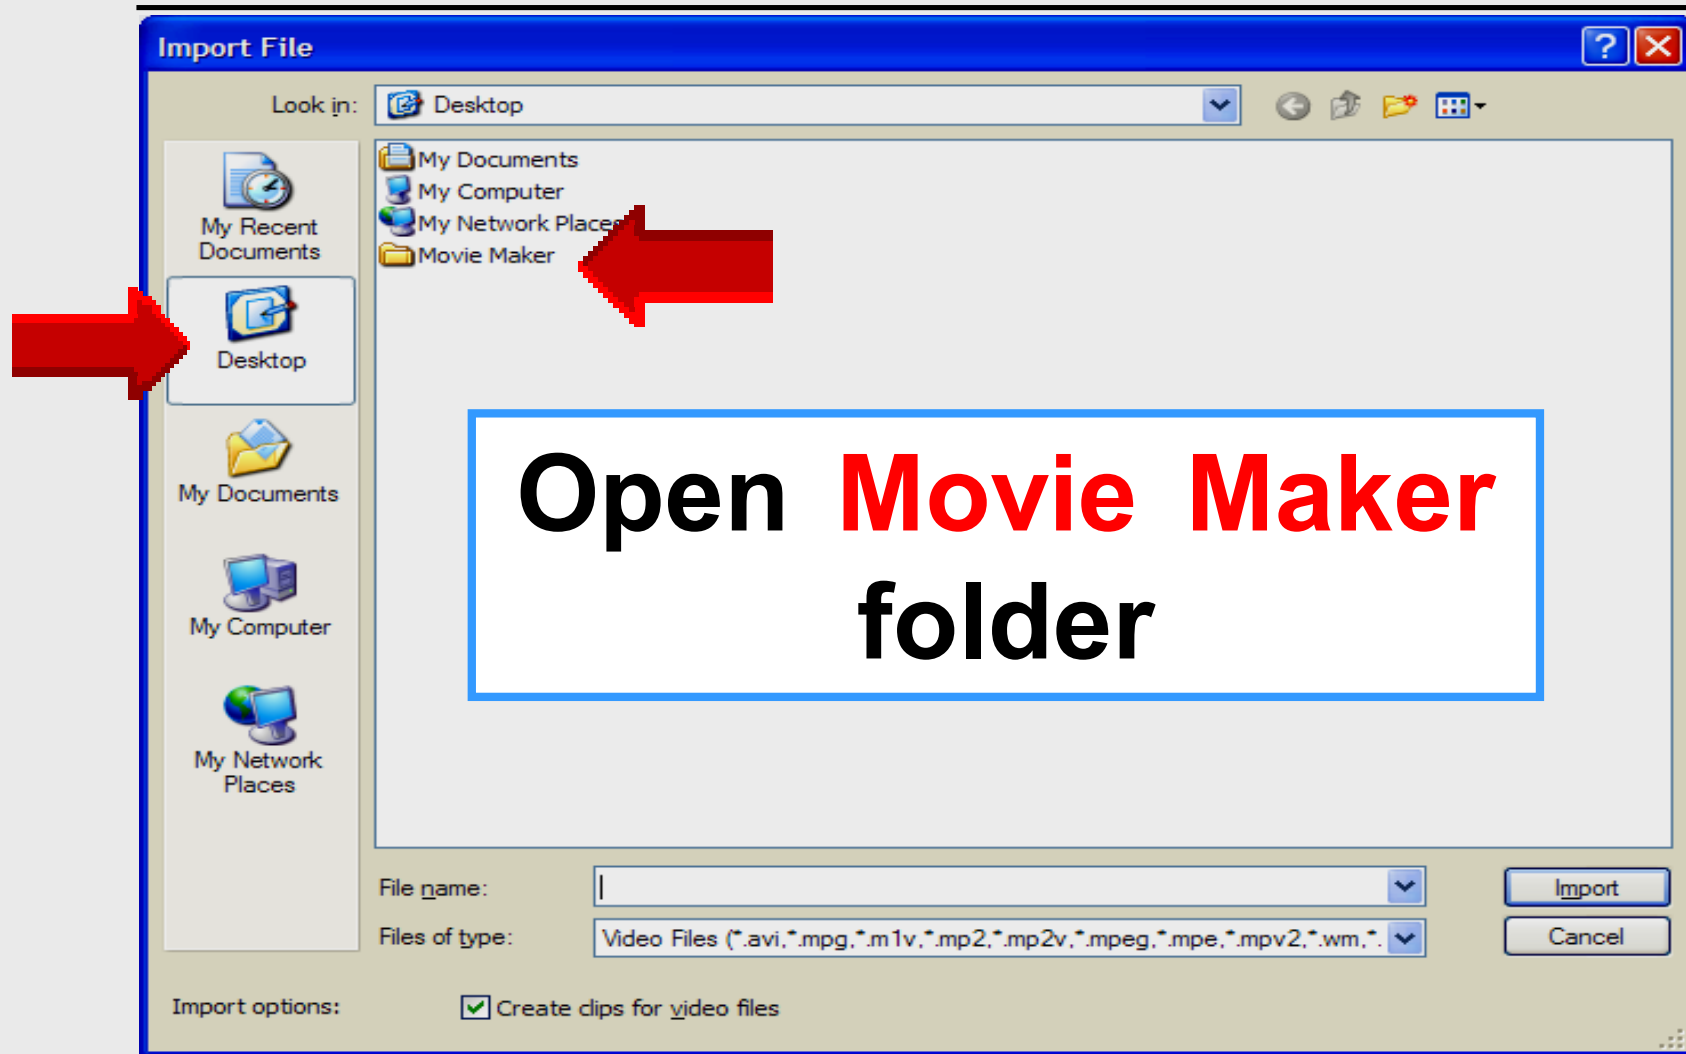 Import File
Look in: Desktop
My Documents
My Computer
My Network Places
Movie Maker
My Recent
Documents
Desktop
My Documents
My Computer
My Network
Places
Open Movie Maker
folder
File name:
Import
Files of type: Video Files (*.avi,*.mpg,*.m1v,*.mp2,*.mp2v,*.mpeg,*.mpe,*.mpv2,*.wm,*.
Cancel
Import options: Create clips for video files